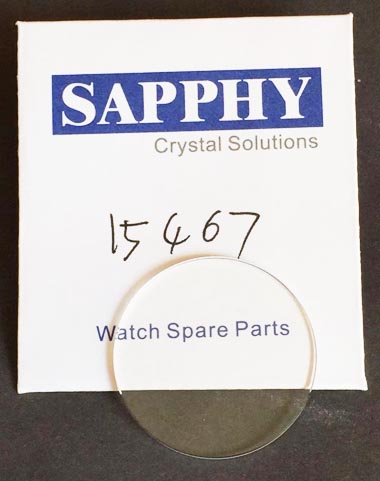 SAPPHY
Crystal Solutions
15467
Watch Spare Parts